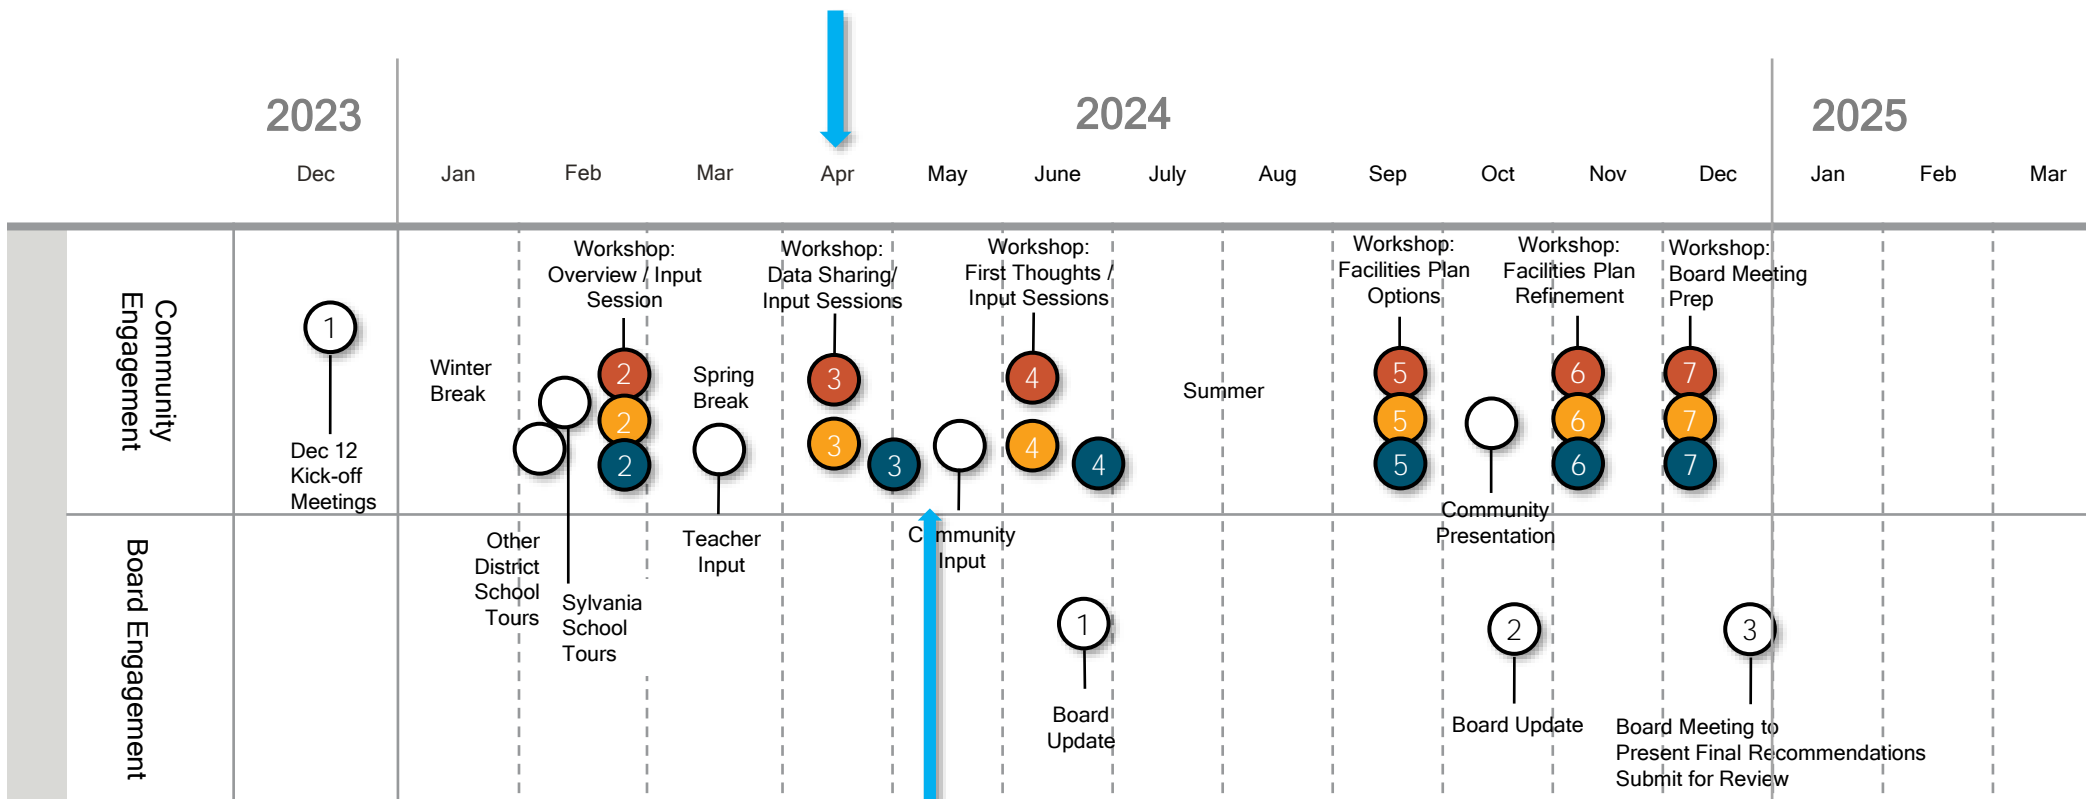 2023
2024
2025
Dec
Jan
Feb
Mar
Apr
May
June
July
Aug
Sep
Oct
Nov
Dec
Jan
Feb
Mar
Community
Engagement
1
Dec 12
Kick-off
Meetings
Winter
Break
Other
District
School
Tours
Sylvania
School
Tours
Workshop:
Overview / Input
Session
2
2
2
Spring
Break
Teacher
Input
Workshop:
Data Sharing/
Input Sessions
3
3
3
Community
Input
Workshop:
First Thoughts /
Input Sessions
4
4
4
Summer
Workshop:
Facilities Plan
Options
5
5
5
Community
Presentation
Workshop:
Facilities Plan
Refinement
6
6
6
Workshop:
Board Meeting
Prep
7
7
7
Board Engagement
1
Board
Update
2
Board Update
3
Board Meeting to
Present Final Recommendations
Submit for Review